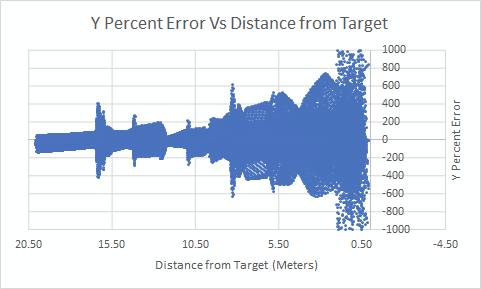 Y Percent Error Vs Distance from Target
1000
800
600
400
200
0
-200
-400
-600
-800
-1000
Y Percent Error
20.50 15.50 10.50 5.50 0.50 -4.50
Distance from Target (Meters)